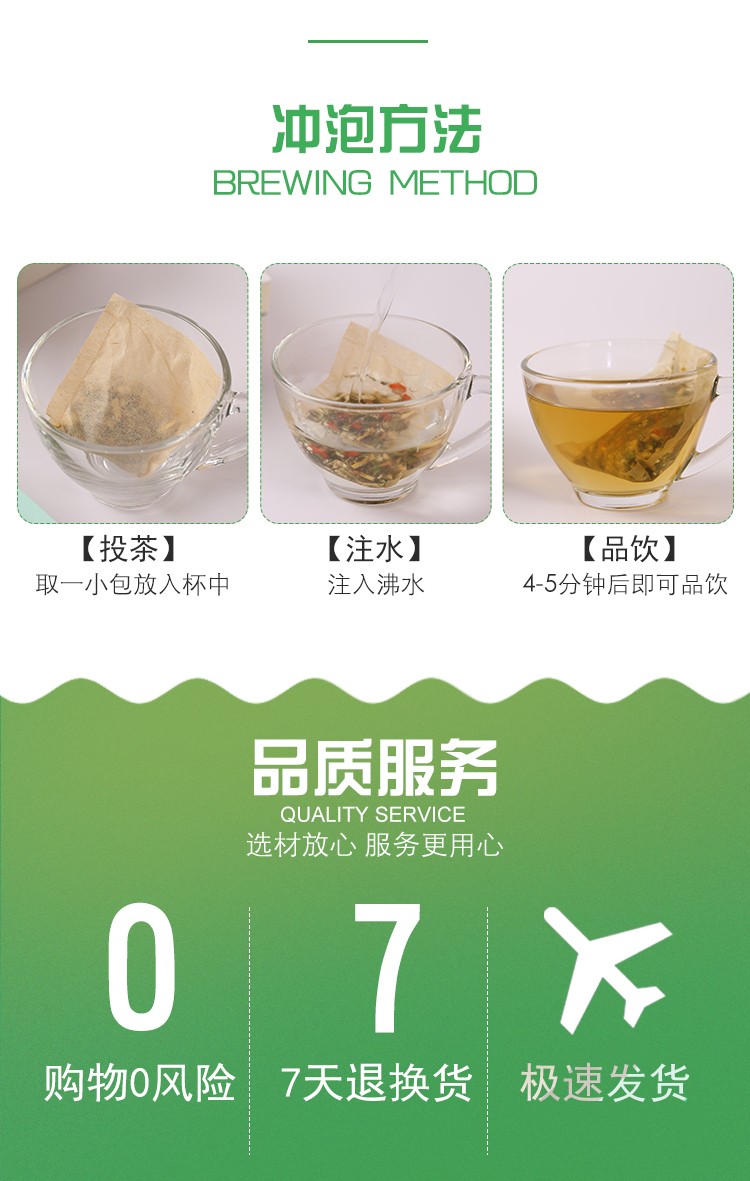 冲泡方法
BREWING METHOD
【投茶】
取一小包放入杯中
【注水】
注入沸水
【品饮】
4-5分钟后即可品饮
品质服务
QUALITY SERVICE
选材放心 服务更用心
0
购物0风险
7
7天退换货
极速发货